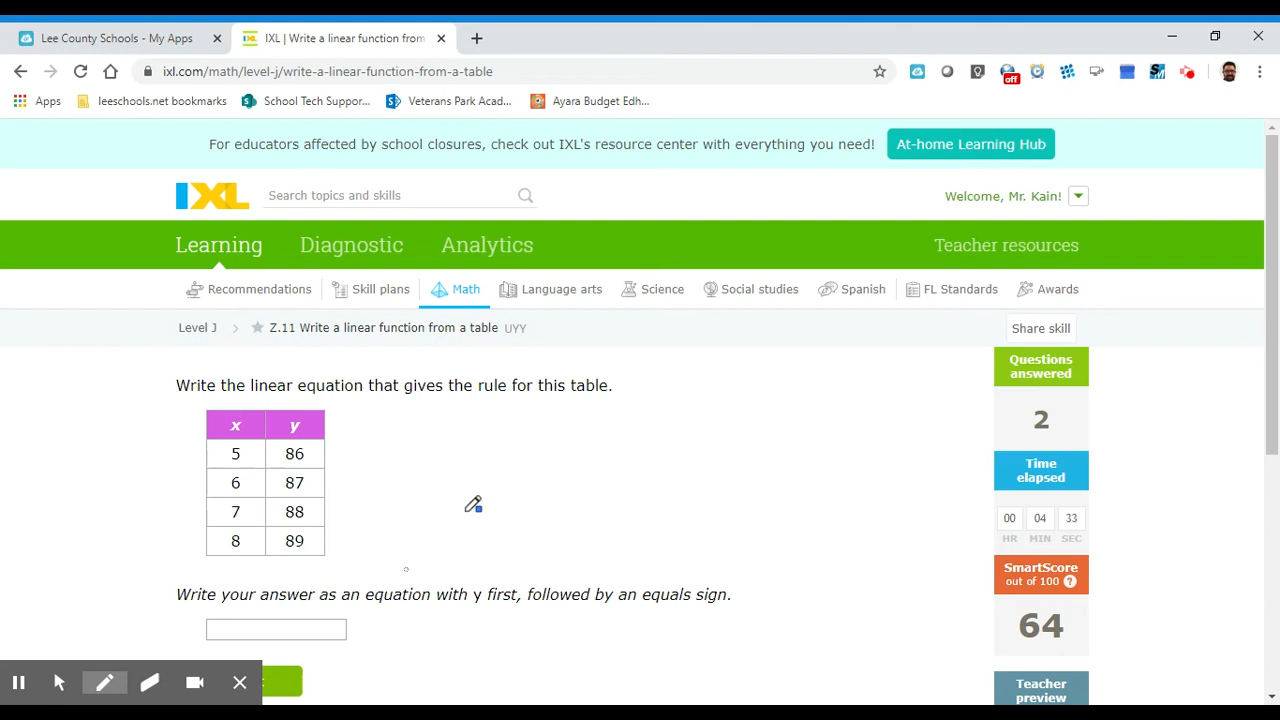 Lee County Schools - My Apps
IXL | Write a linear function from
ixl.com/math/level-j/write-a-linear-function-from-a-table
off
Apps
leeschools.net bookmarks
School Tech Suppor...
Veterans Park Acad...
Ayara Budget Edh...
For educators affected by school closures, check out IXL's resource center with everything you need!
At-home Learning Hub
IXL
Search topics and skills
Welcome, Mr. Kain!
Learning
Diagnostic
Analytics
Teacher resources
Recommendations
Skill plans
Math
Language arts
Science
Social studies
Spanish
FL Standards
Awards
Level J
Z.11 Write a linear function from a table UYY
Share skill
Write the linear equation that gives the rule for this table.
x y
5 86
6 87
7 88
8 89
Write your answer as an equation with y first, followed by an equals sign.
Questions answered
2
Time elapsed
00 04 33
HR MIN SEC
SmartScore
out of 100 ?
64
Teacher preview